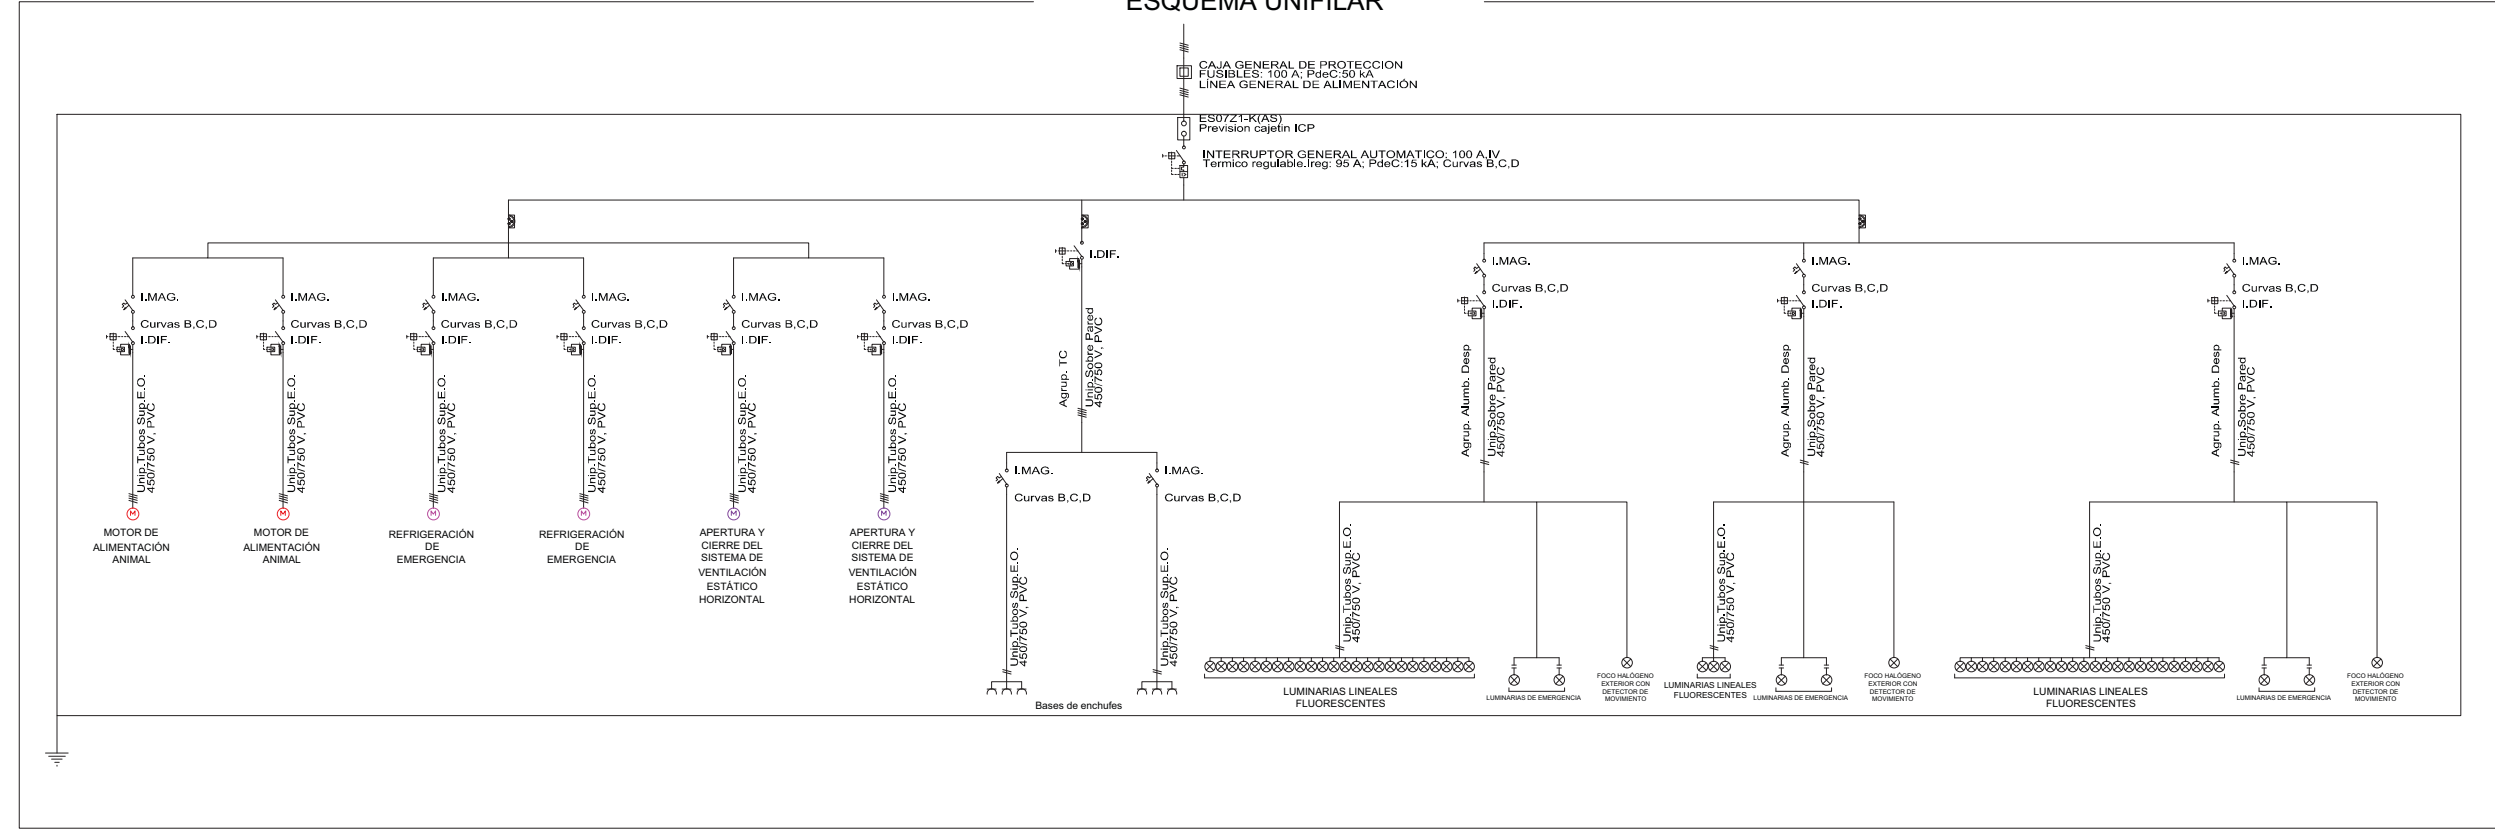 ESQUEMA UNIFILAR
CAJA GENERAL DE PROTECCION
FUSIBLES: 100 A; PdeC:50 kA
LÍNEA GENERAL DE ALIMENTACIÓN
ES07Z1-K(AS)
Prevision cajetin ICP
INTERRUPTOR GENERAL AUTOMATICO: 100 A,IV
Termico regulable.Ireg: 95 A; PdeC:15 kA; Curvas B,C,D
I.MAG.
Curvas B,C,D
I.DIF.
Unip.Tubos Sup.E.O.
450/750 V, PVC
M
MOTOR DE
ALIMENTACIÓN
ANIMAL
I.MAG.
Curvas B,C,D
I.DIF.
Unip.Tubos Sup.E.O.
450/750 V, PVC
M
MOTOR DE
ALIMENTACIÓN
ANIMAL
I.MAG.
Curvas B,C,D
I.DIF.
Unip.Tubos Sup.E.O.
450/750 V, PVC
M
REFRIGERACIÓN
DE
EMERGENCIA
I.MAG.
Curvas B,C,D
I.DIF.
Unip.Tubos Sup.E.O.
450/750 V, PVC
M
REFRIGERACIÓN
DE
EMERGENCIA
I.MAG.
Curvas B,C,D
I.DIF.
Unip.Tubos Sup.E.O.
450/750 V, PVC
M
APERTURA Y
CIERRE DEL
SISTEMA DE
VENTILACIÓN
ESTÁTICO
HORIZONTAL
I.MAG.
Curvas B,C,D
I.DIF.
Unip.Tubos Sup.E.O.
450/750 V, PVC
M
APERTURA Y
CIERRE DEL
SISTEMA DE
VENTILACIÓN
ESTÁTICO
HORIZONTAL
I.DIF.
Agrup. TC
Unip.Sobre Pared
450/750 V, PVC
I.MAG.
Curvas B,C,D
Unip.Tubos Sup.E.O.
450/750 V, PVC
I.MAG.
Curvas B,C,D
Unip.Tubos Sup.E.O.
450/750 V, PVC
Bases de enchufes
I.MAG.
Curvas B,C,D
I.DIF.
Agrup. Alumb. Desp
Unip.Sobre Pared
450/750 V, PVC
Unip.Tubos Sup.E.O.
450/750 V, PVC
LUMINARIAS LINEALES
FLUORESCENTES
LUMINARIAS DE EMERGENCIA
FOCO HALÓGENO
EXTERIOR CON
DETECTOR DE
MOVIMIENTO
I.MAG.
Curvas B,C,D
I.DIF.
Agrup. Alumb. Desp
Unip.Sobre Pared
450/750 V, PVC
Unip.Tubos Sup.E.O.
450/750 V, PVC
LUMINARIAS LINEALES
FLUORESCENTES
LUMINARIAS DE EMERGENCIA
FOCO HALÓGENO
EXTERIOR CON
DETECTOR DE
MOVIMIENTO
I.MAG.
Curvas B,C,D
I.DIF.
Agrup. Alumb. Desp
Unip.Sobre Pared
450/750 V, PVC
Unip.Tubos Sup.E.O.
450/750 V, PVC
LUMINARIAS LINEALES
FLUORESCENTES
LUMINARIAS DE EMERGENCIA
FOCO HALÓGENO
EXTERIOR CON
DETECTOR DE
MOVIMIENTO